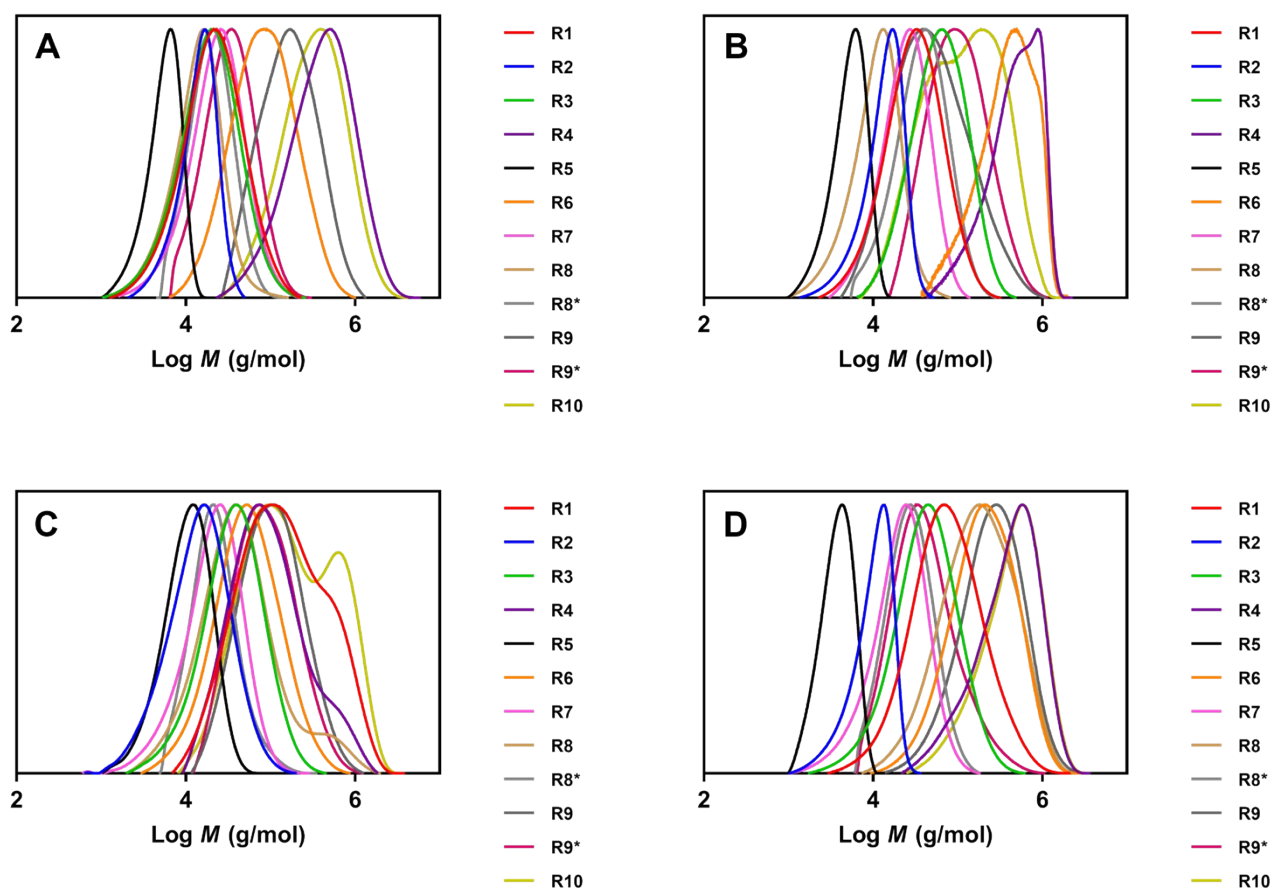 A
2
4
6
Log M (g/mol)
R1
R2
R3
R4
R5
R6
R7
R8
R8*
R9
R9*
R10
B
2
4
6
Log M (g/mol)
R1
R2
R3
R4
R5
R6
R7
R8
R8*
R9
R9*
R10
C
2
4
6
Log M (g/mol)
R1
R2
R3
R4
R5
R6
R7
R8
R8*
R9
R9*
R10
D
2
4
6
Log M (g/mol)
R1
R2
R3
R4
R5
R6
R7
R8
R8*
R9
R9*
R10